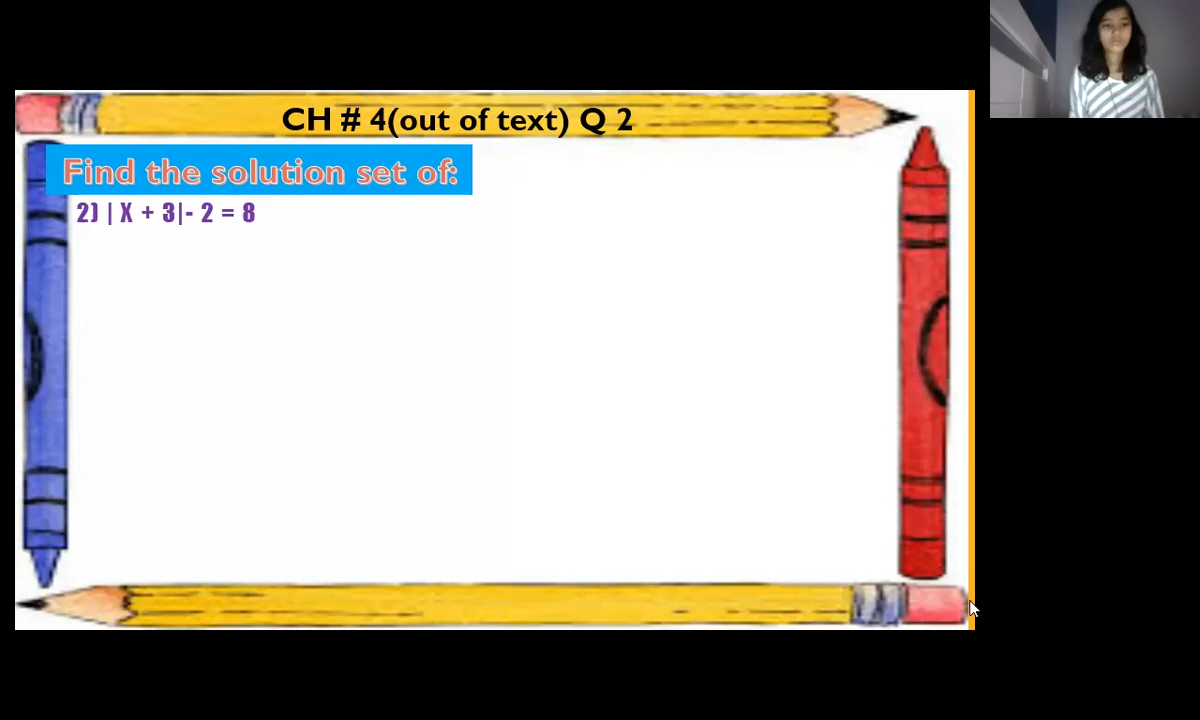 CH # 4(out of text) Q 2
Find the solution set of:
2) | X + 3|- 2 = 8